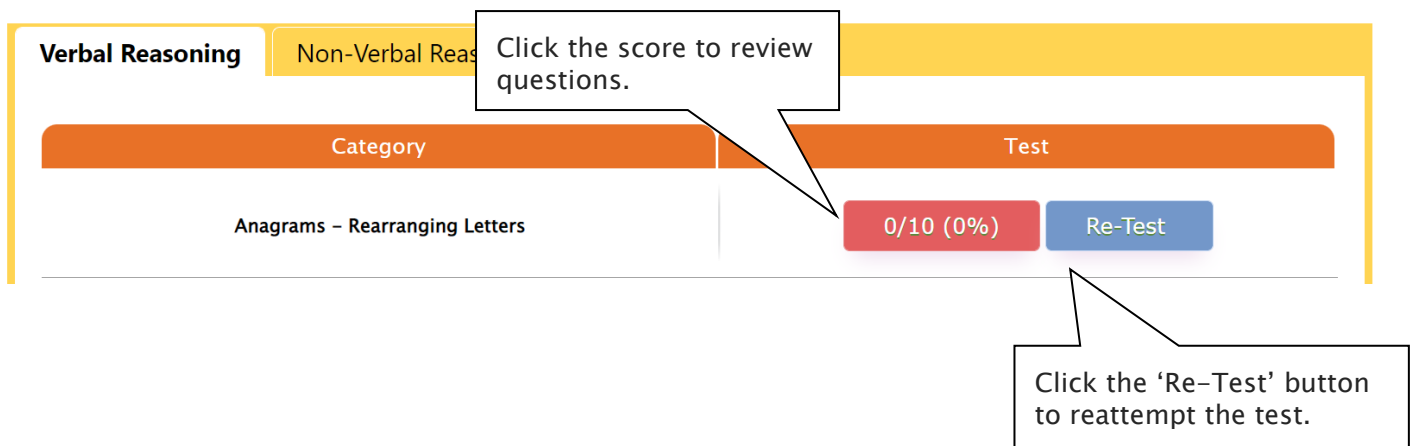 Verbal Reasoning
Non-Verbal Reas
Click the score to review
questions.
Category
Test
Anagrams – Rearranging Letters
0/10 (0%)
Re-Test
Click the ‘Re-Test’ button
to reattempt the test.